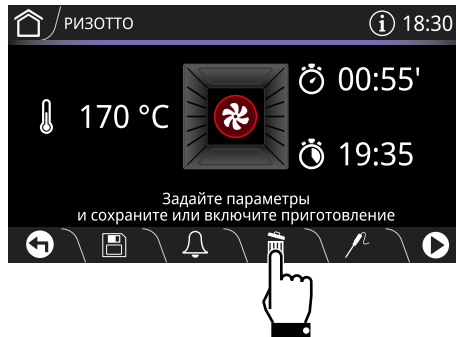 РИЗОТТО
i 18:30
00:55'
170 °C
19:35
Задайте параметры
и сохраните или включите приготовление